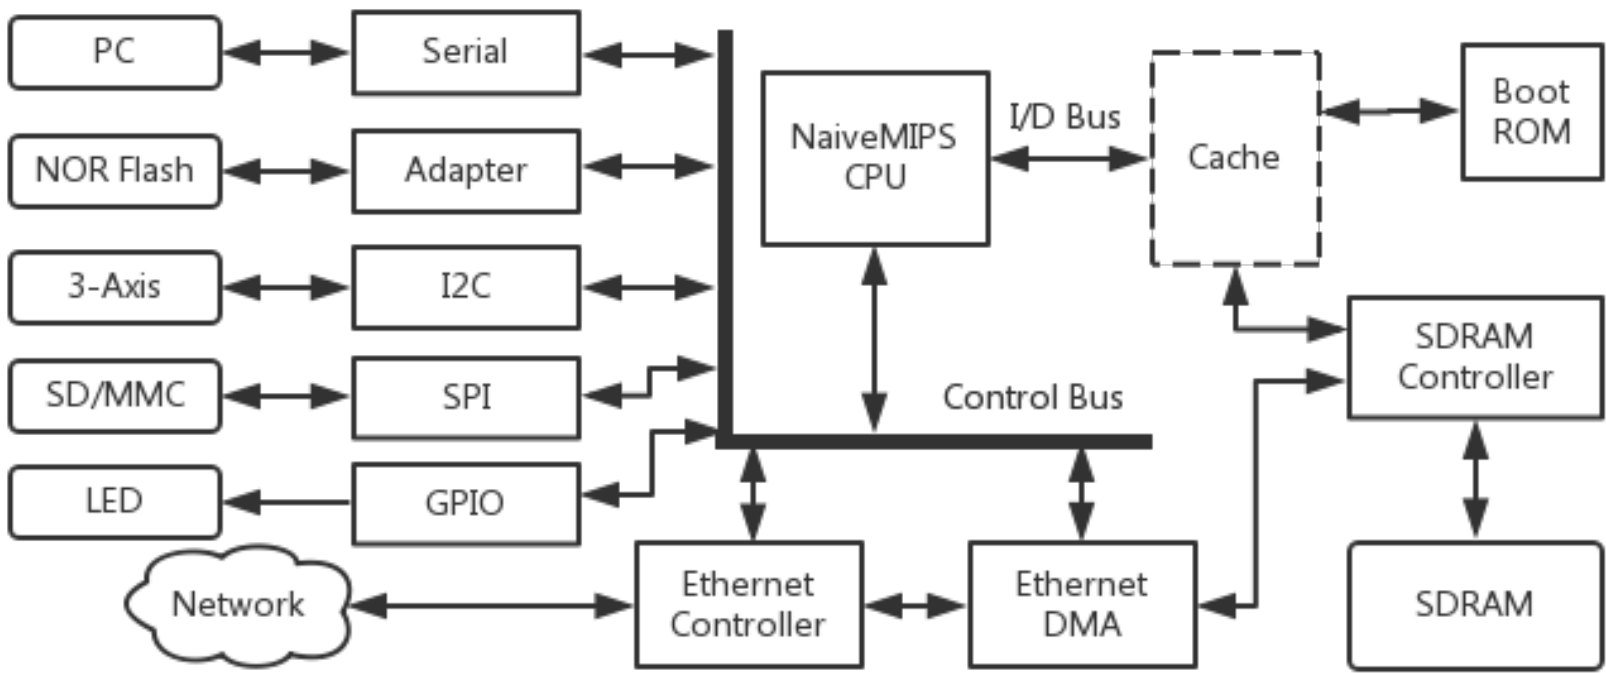 PC
Serial
NOR Flash
Adapter
3-Axis
I2C
SD/MMC
SPI
LED
GPIO
Network
NaiveMIPS
CPU
I/D Bus
Cache
Boot
ROM
Control Bus
SDRAM
Controller
Ethernet
Controller
Ethernet
DMA
SDRAM